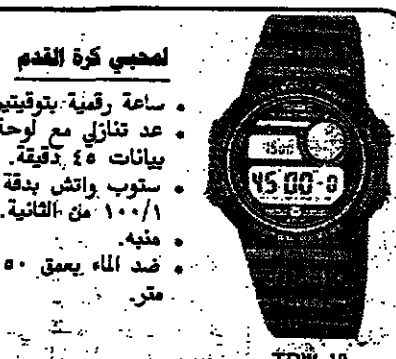 لمحبي كرة القدم
• ساعة رقمية بتوقيتين
• عد تنازلي مع لوحة
بيانات ٤٥ دقيقة.
• ستوب واتش بدقة
١/١٠٠ من الثانية.
• منبه.
• ضد الماء بعمق ٥٠
متر.
45:00-0